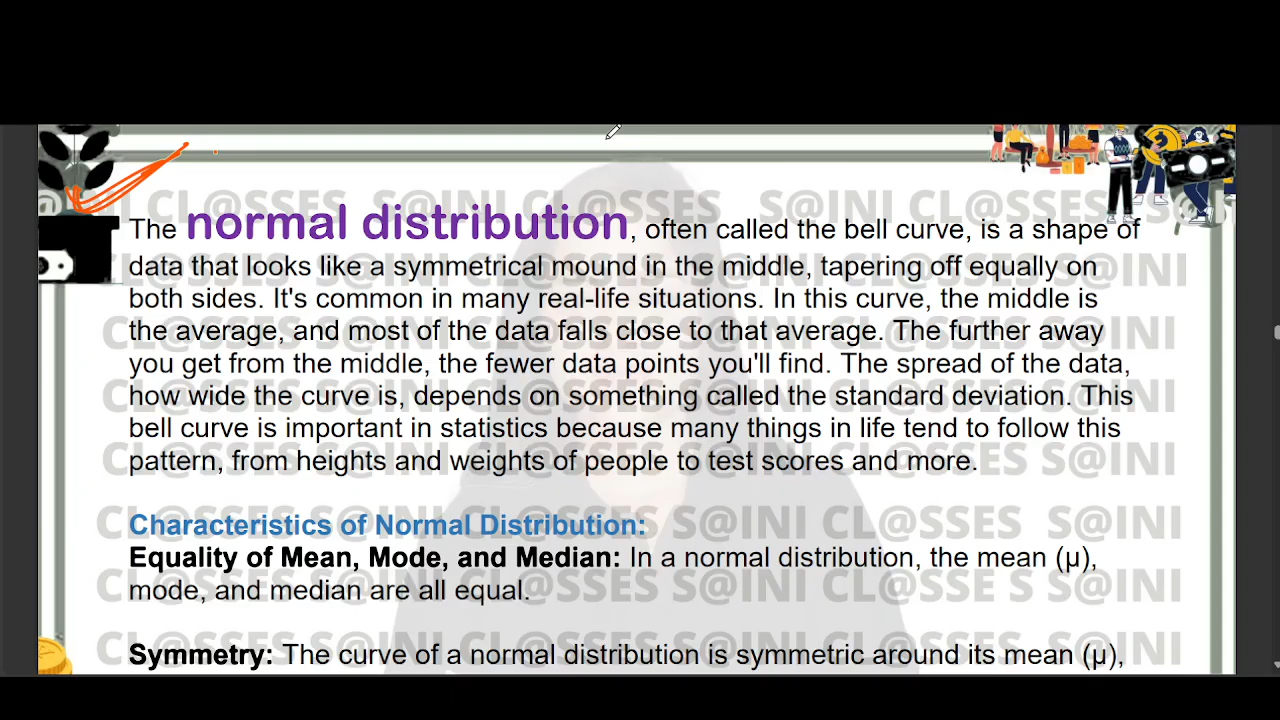 The normal distribution, often called the bell curve, is a shape of
data that looks like a symmetrical mound in the middle, tapering off equally on
both sides. It's common in many real-life situations. In this curve, the middle is
the average, and most of the data falls close to that average. The further away
you get from the middle, the fewer data points you'll find. The spread of the data,
how wide the curve is, depends on something called the standard deviation. This
bell curve is important in statistics because many things in life tend to follow this
pattern, from heights and weights of people to test scores and more.
Characteristics of Normal Distribution:
Equality of Mean, Mode, and Median: In a normal distribution, the mean (μ),
mode, and median are all equal.
Symmetry: The curve of a normal distribution is symmetric around its mean (μ),